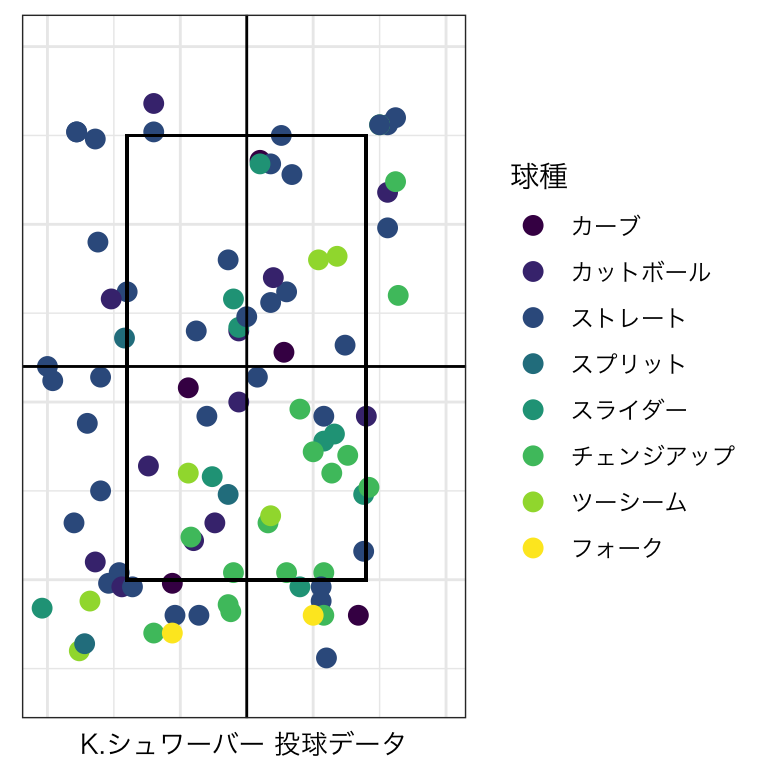 球種
カーブ
カットボール
ストレート
スプリット
スライダー
チェンジアップ
ツーシーム
フォーク
K.シュワーバー 投球データ